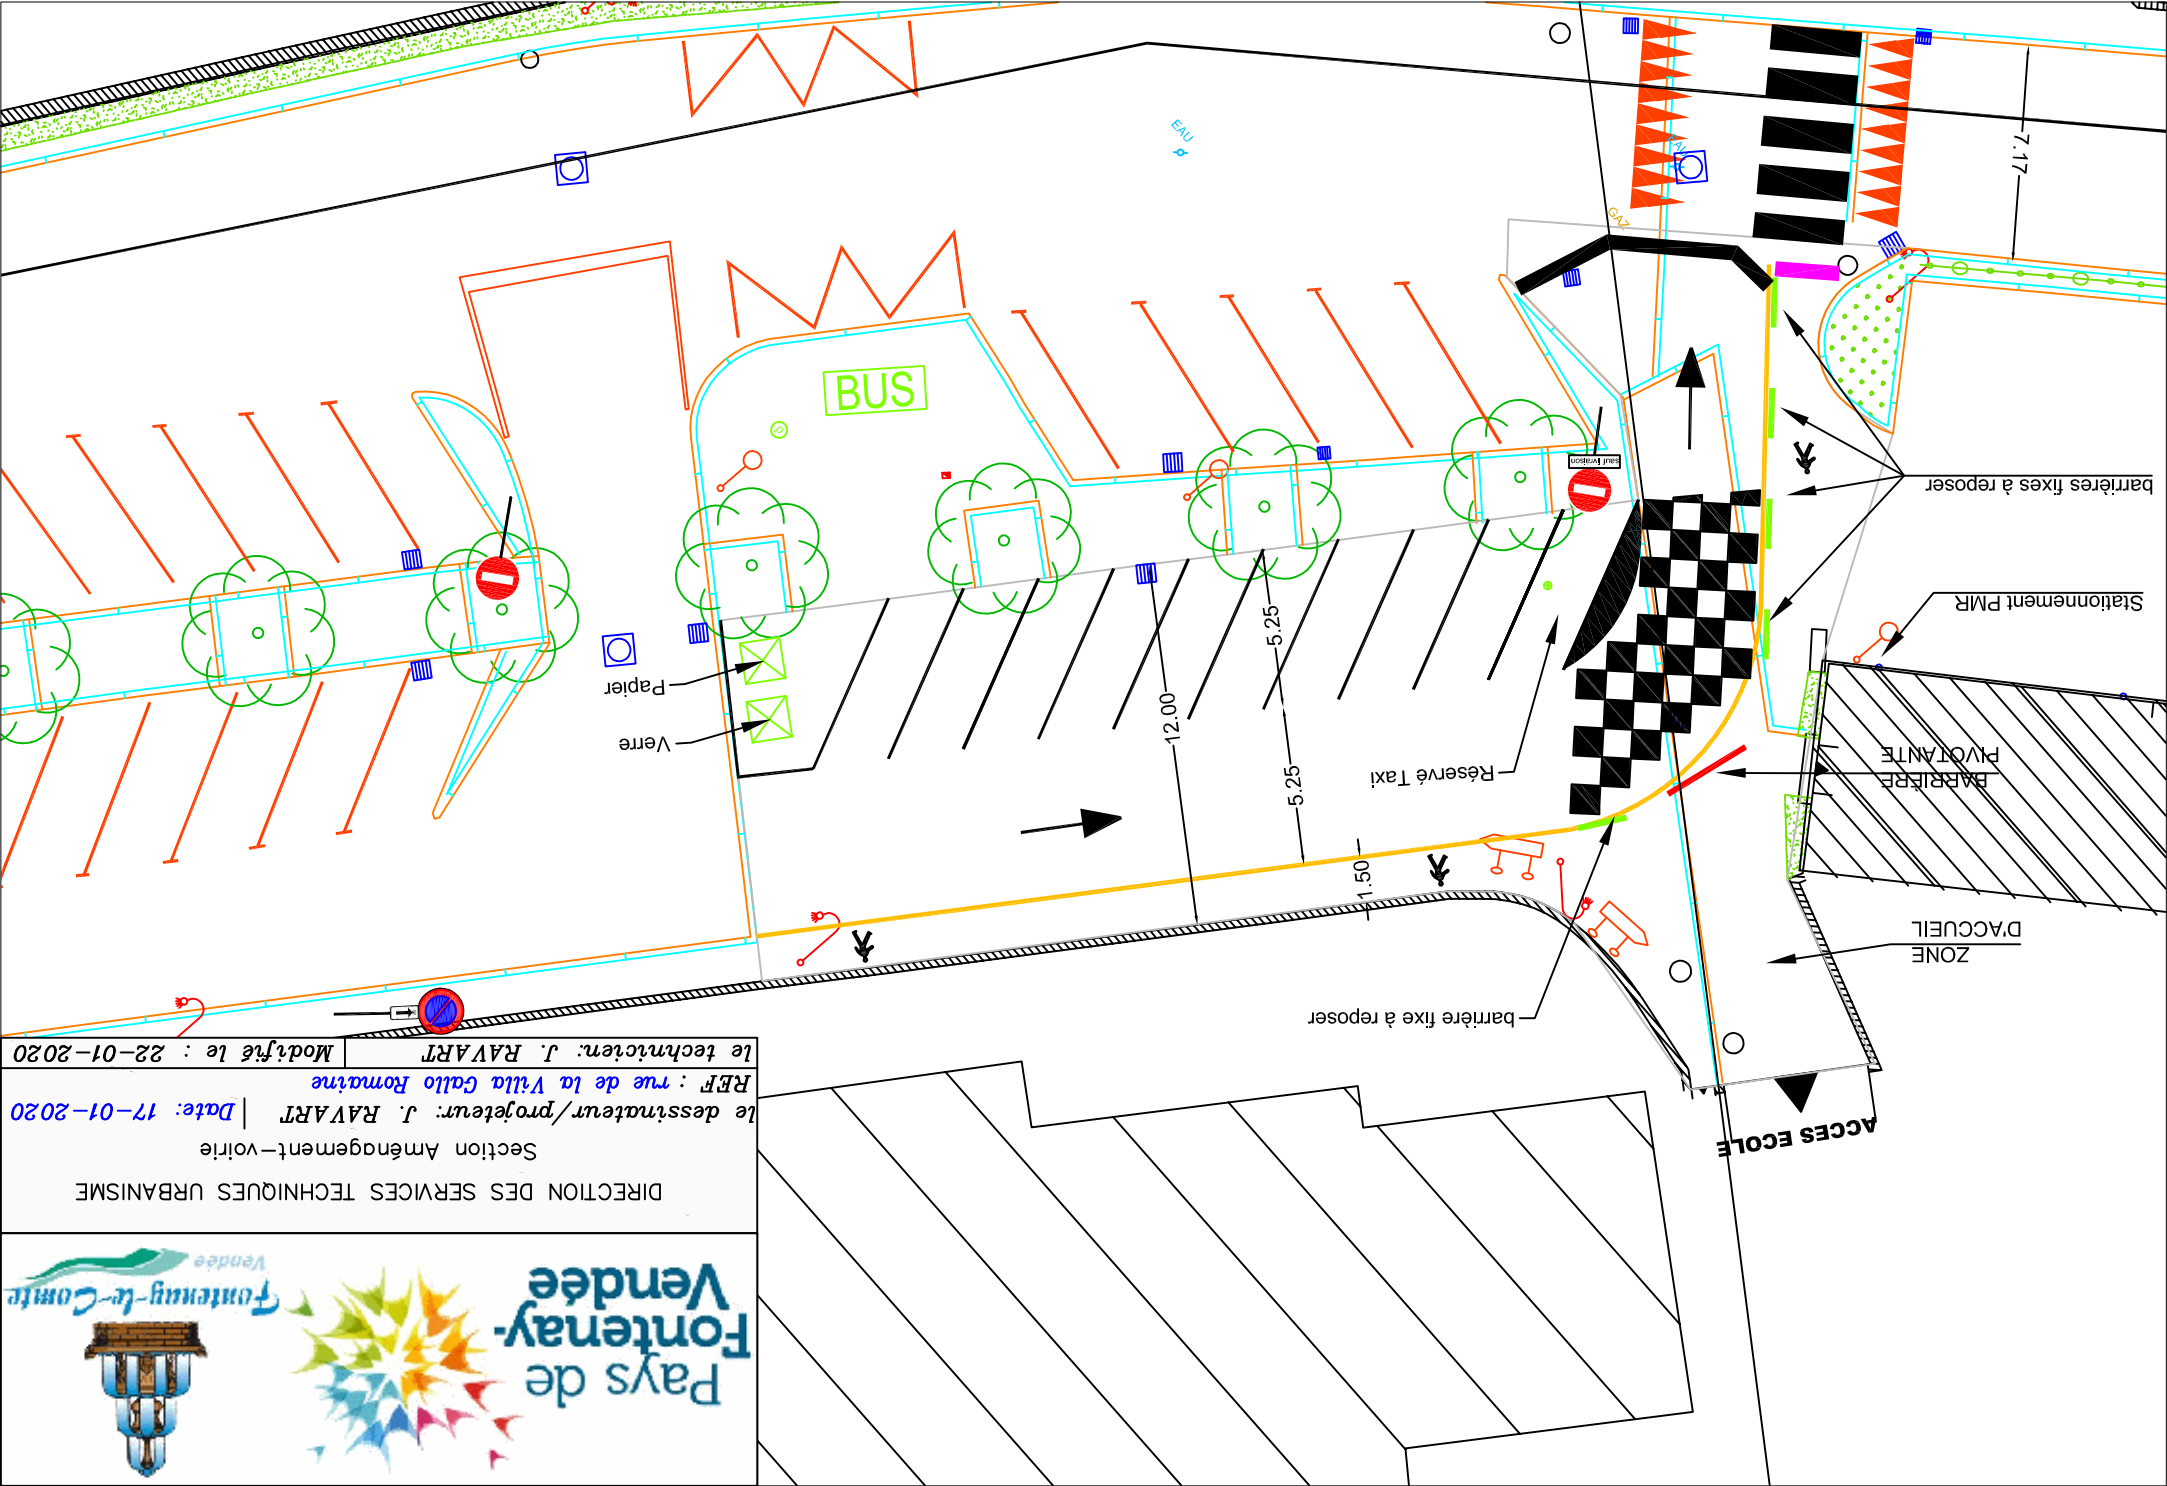 Pays de
Fontenay-
Vendée
Fontenay-le-Comte
Vendée
DIRECTION DES SERVICES TECHNIQUES URBANISME
Section Aménagement-voirie
le dessinateur/projeteur: J. RAVART
Date: 17-01-2020
REF : rue de la Villa Gallo Romaine
le technicien: J. RAVART
Modifié le : 22-01-2020
ACCES ECOLE
barrière fixe à reposer
ZONE
D'ACCUEIL
BARRIÈRE
PIVOTANTE
1.50
5.25
Réservé Taxi
12.00
Verre
Papier
5.25
Stationnement PMR
barrières fixes à reposer
sauf livraison
BUS
P
GAZ
7.17
EAU
EAU